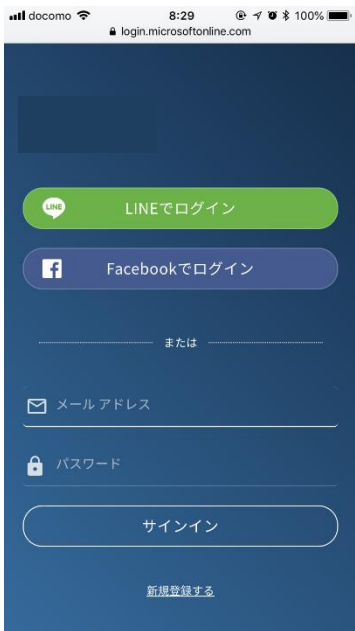 docomo 8:29 100%
login.microsoftonline.com
LINE LINEでログイン
Facebookでログイン
または
メール アドレス
パスワード
サインイン
新規登録する